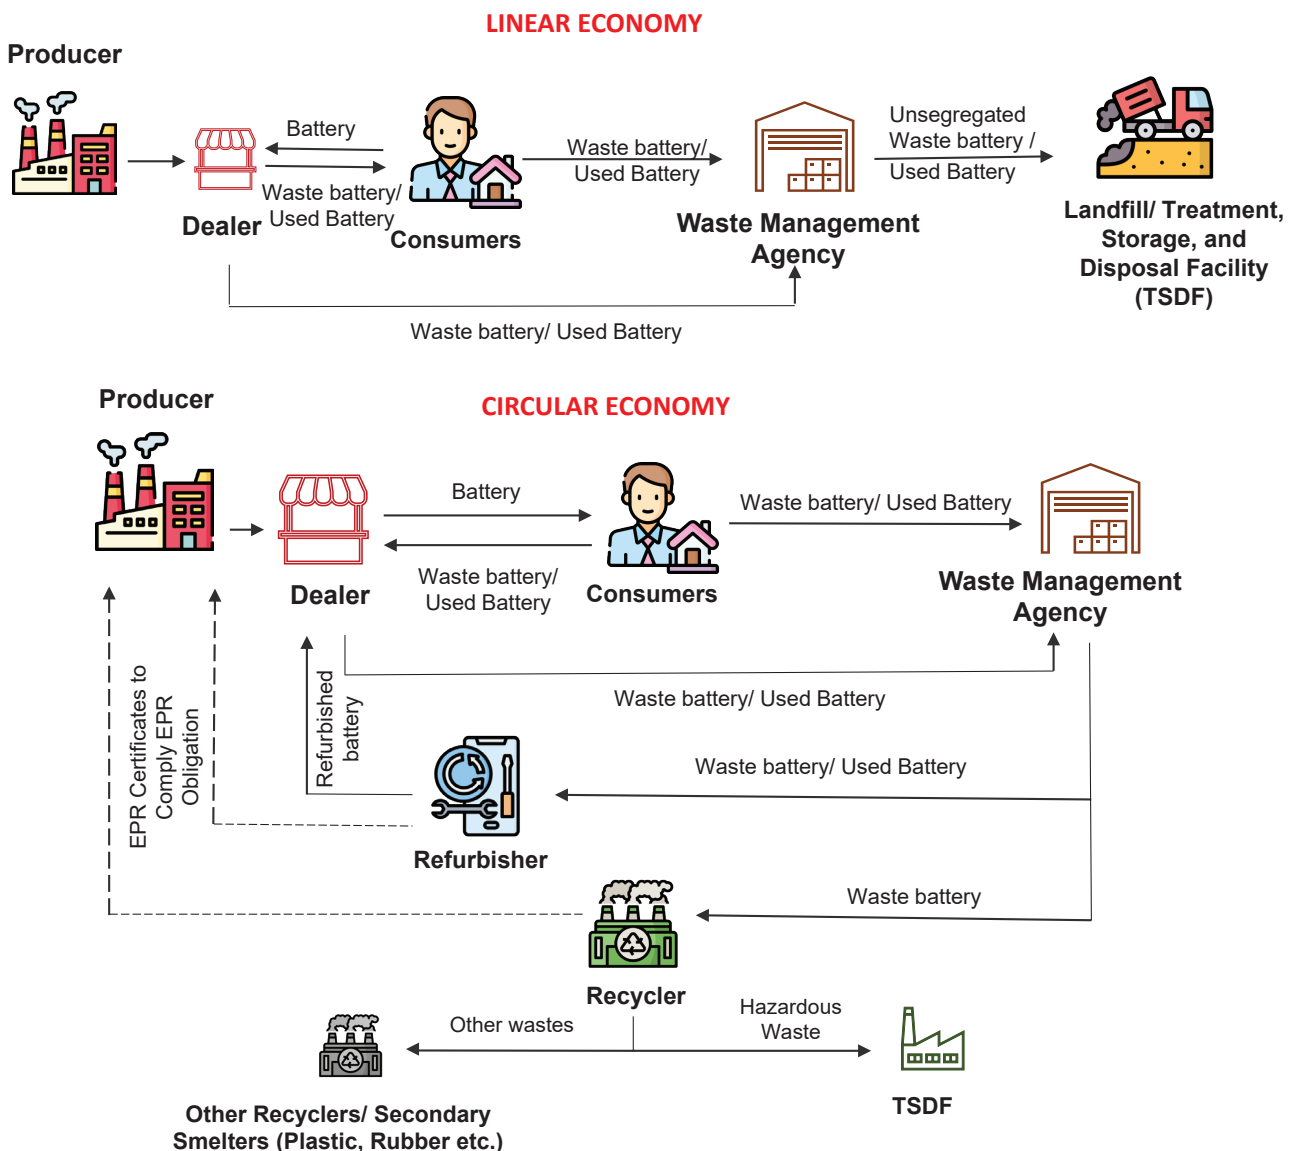 LINEAR ECONOMY
Producer
Battery
Waste battery/
Used Battery
Dealer
Consumers
Waste battery/
Used Battery
Waste Management
Agency
Unsegregated
Waste battery /
Used Battery
Landfill/ Treatment,
Storage, and
Disposal Facility
(TSDF)
Waste battery/ Used Battery
CIRCULAR ECONOMY
Producer
Dealer
Battery
Waste battery/
Used Battery
Consumers
Waste battery/ Used Battery
Waste Management
Agency
Waste battery/ Used Battery
EPR Certificates to
Comply EPR
Obligation
Refurbished
battery
Waste battery/ Used Battery
Refurbisher
Waste battery
Recycler
Other wastes
Hazardous
Waste
Other Recyclers/ Secondary
Smelters (Plastic, Rubber etc.)
TSDF